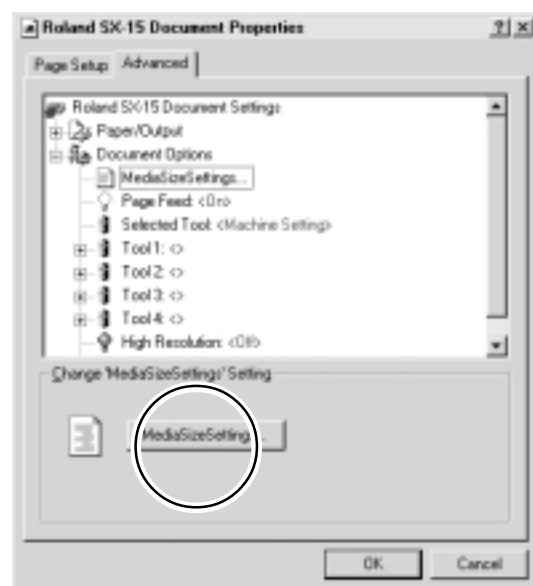 Roland SX-15 Document Properties
Page Setup Advanced
Roland SX-15 Document Settings
Paper/Output
Document Options
MediaSizeSettings...
Page Feed: <On>
Selected Tool: <Machine Setting>
Tool 1: <>
Tool 2: <>
Tool 3: <>
Tool 4: <>
High Resolution: <Off>
Change 'MediaSizeSettings' Setting
MediaSizeSetting...
OK Cancel